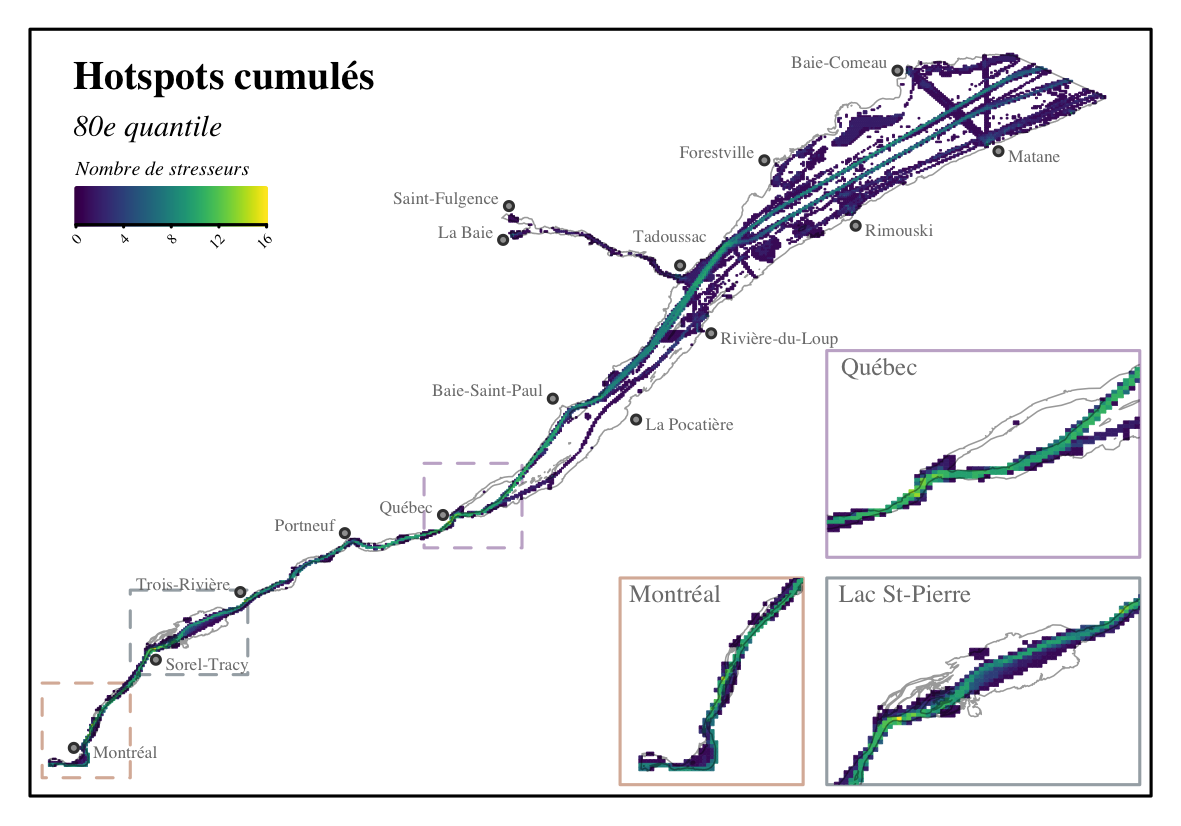 Hotspots cumulés
80e quantile
Nombre de stresseurs
0 4 8 12 16
Baie-Comeau
Forestville
Matane
Saint-Fulgence
La Baie
Tadoussac
Rimouski
Rivière-du-Loup
Baie-Saint-Paul
La Pocatière
Québec
Portneuf
Trois-Rivière
Sorel-Tracy
Montréal
Québec
Montréal
Lac St-Pierre